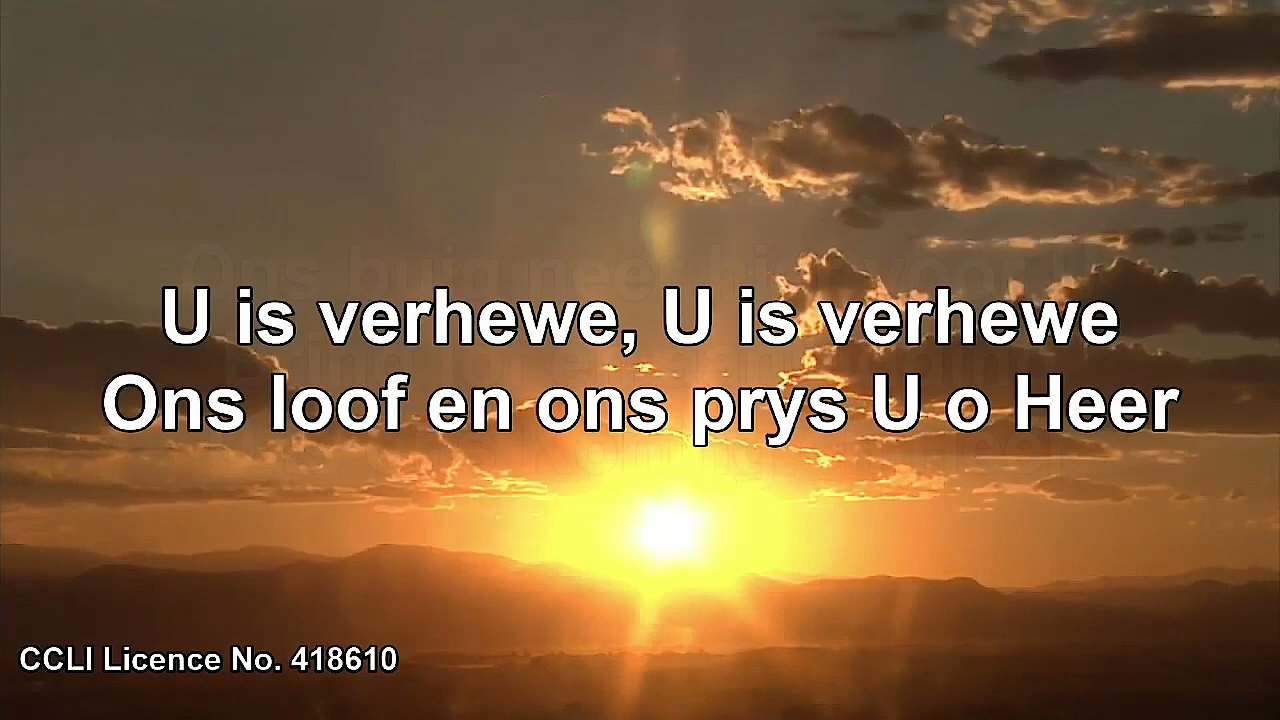 U is verhewe, U is verhewe
Ons loof en ons prys U o Heer
CCLI Licence No. 418610